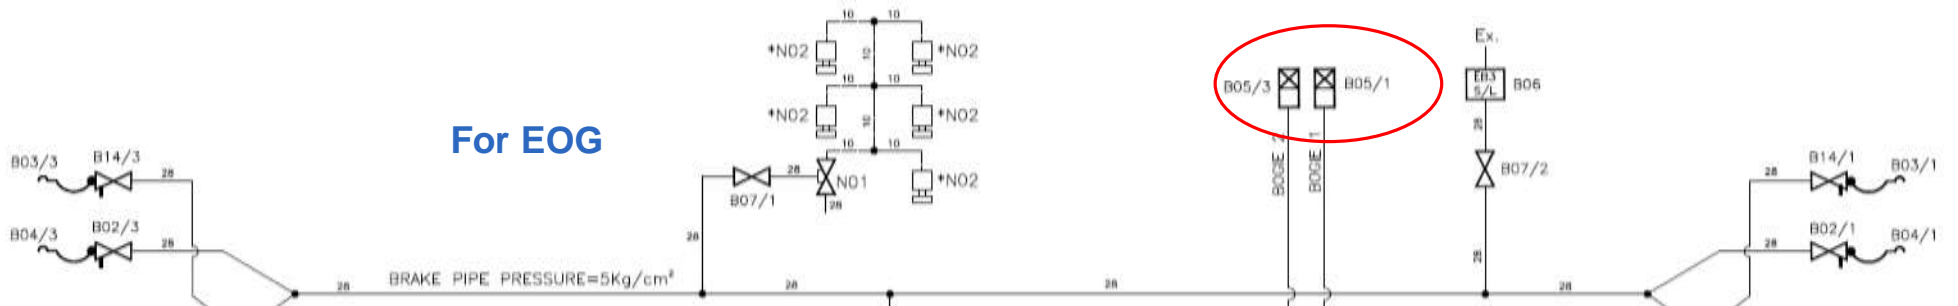 10 10
*N02 *N02
10
Ex.
10 10
B05/3 B05/1
EB3
S/L B06
*N02 *N02
For EOG
10
28
10 10
B03/3 B14/3
BOGIE 2 BOGIE 1
B14/1 B03/1
28
28
N01
*N02
B07/2
28
B07/1
28
B04/3 B02/3
28
28
B02/1 B04/1
28
28
28
BRAKE PIPE PRESSURE=5Kg/cm²
28
28
28
28